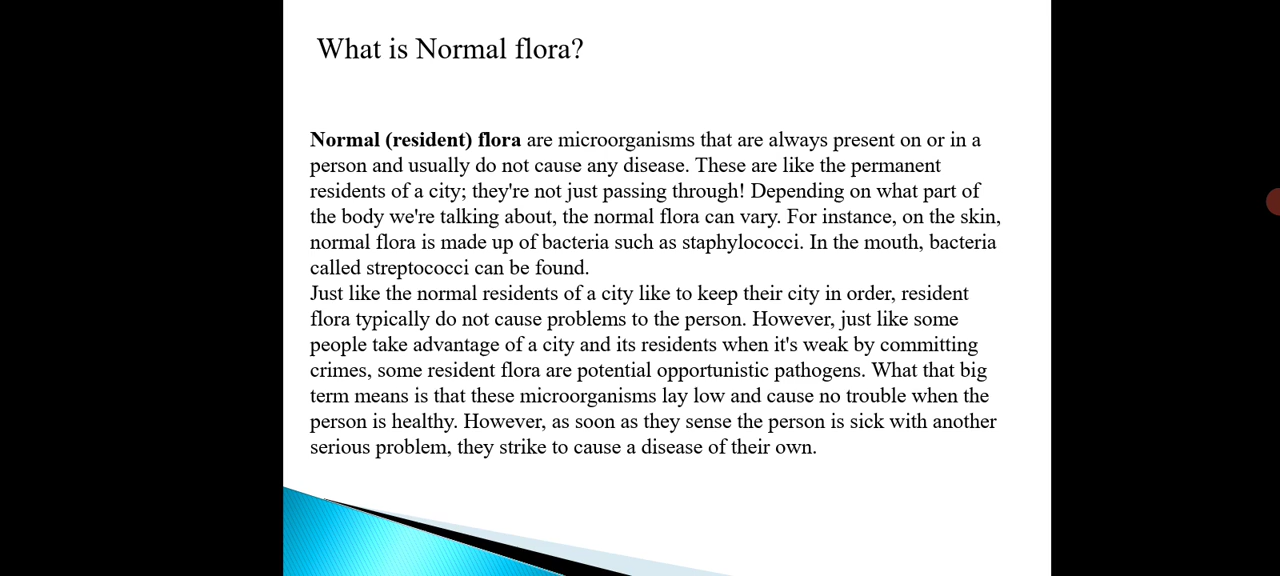 What is Normal flora?
Normal (resident) flora are microorganisms that are always present on or in a
person and usually do not cause any disease. These are like the permanent
residents of a city; they're not just passing through! Depending on what part of
the body we're talking about, the normal flora can vary. For instance, on the skin,
normal flora is made up of bacteria such as staphylococci. In the mouth, bacteria
called streptococci can be found.
Just like the normal residents of a city like to keep their city in order, resident
flora typically do not cause problems to the person. However, just like some
people take advantage of a city and its residents when it's weak by committing
crimes, some resident flora are potential opportunistic pathogens. What that big
term means is that these microorganisms lay low and cause no trouble when the
person is healthy. However, as soon as they sense the person is sick with another
serious problem, they strike to cause a disease of their own.